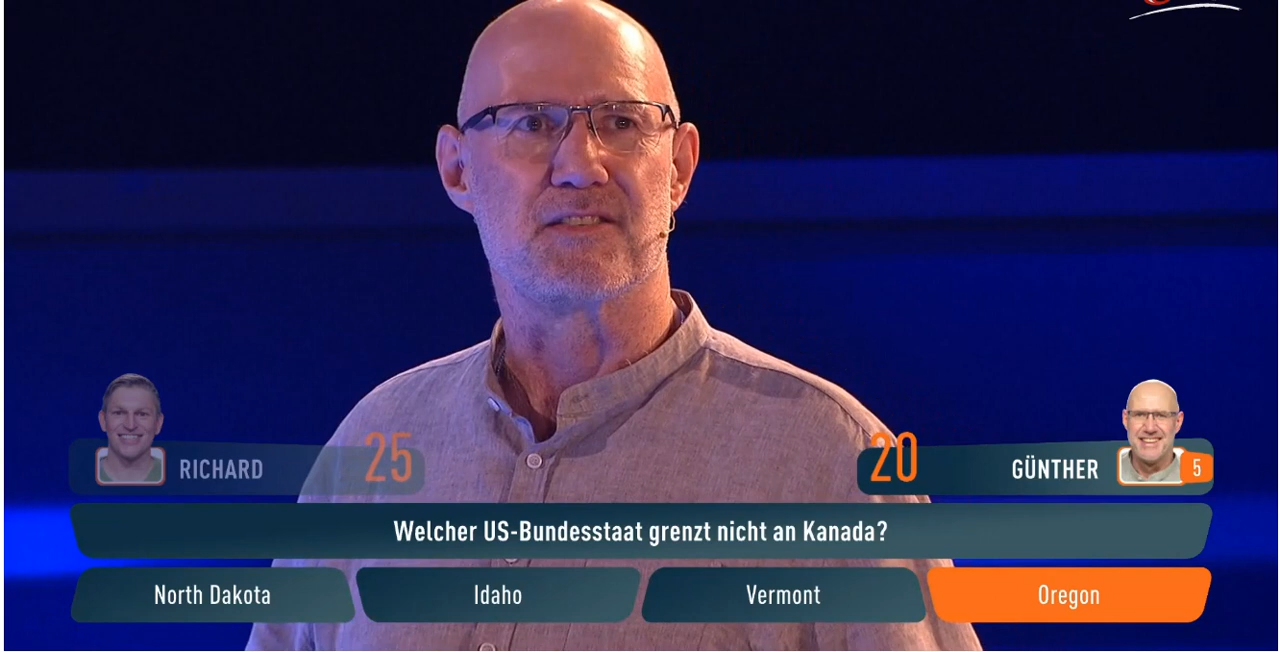 RICHARD 25
20 GÜNTHER 5
Welcher US-Bundesstaat grenzt nicht an Kanada?
North Dakota
Idaho
Vermont
Oregon